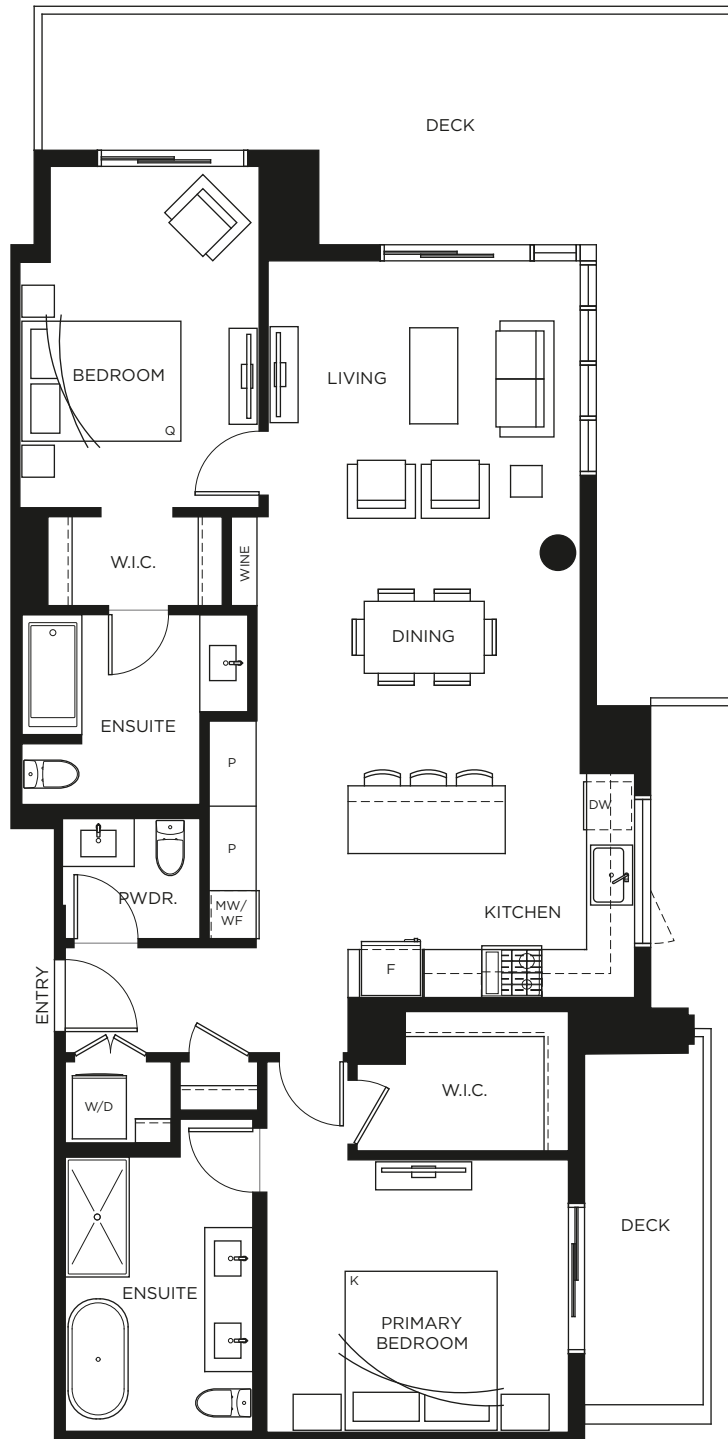 DECK
BEDROOM
LIVING
Q
W.I.C.
WINE
DINING
ENSUITE
P
DW
P
PWDR.
MW/
WF
KITCHEN
F
ENTRY
W/D
W.I.C.
DECK
K
ENSUITE
PRIMARY
BEDROOM